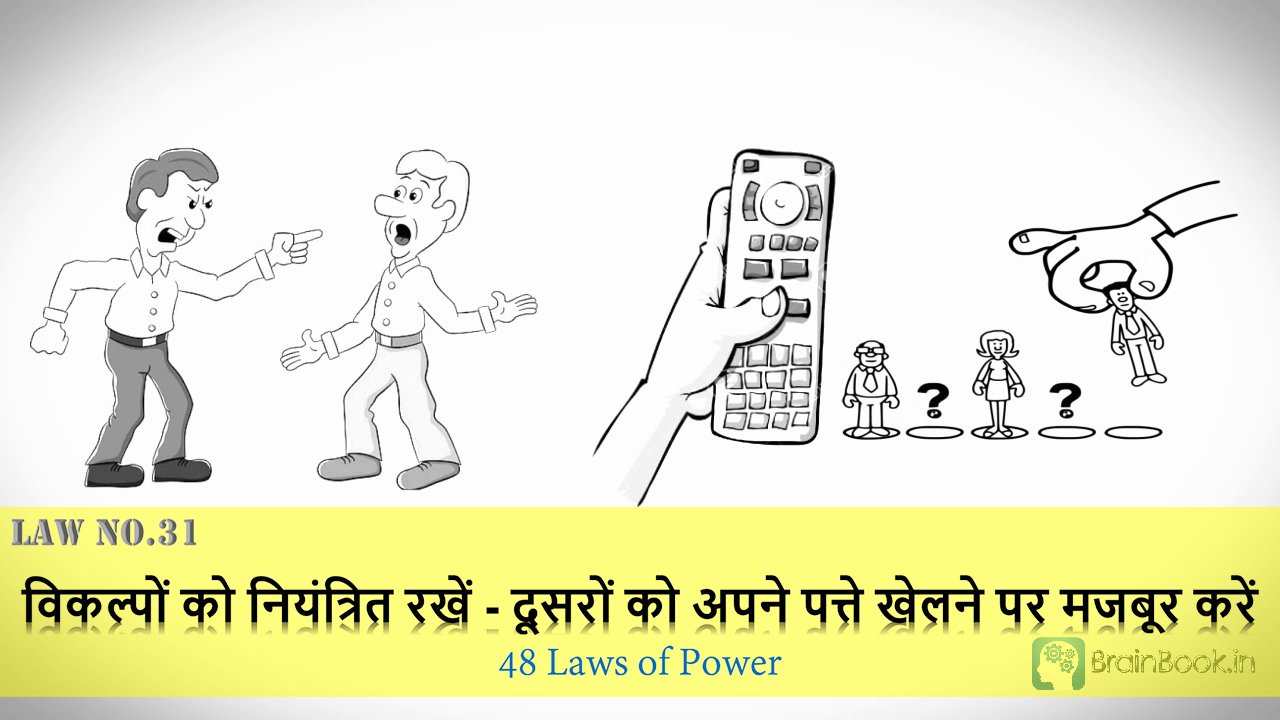 ?
?
LAW NO.31
विकल्पों को नियंत्रित रखें - दूसरों को अपने पत्ते खेलने पर मजबूर करें
48 Laws of Power
BrainBook.in